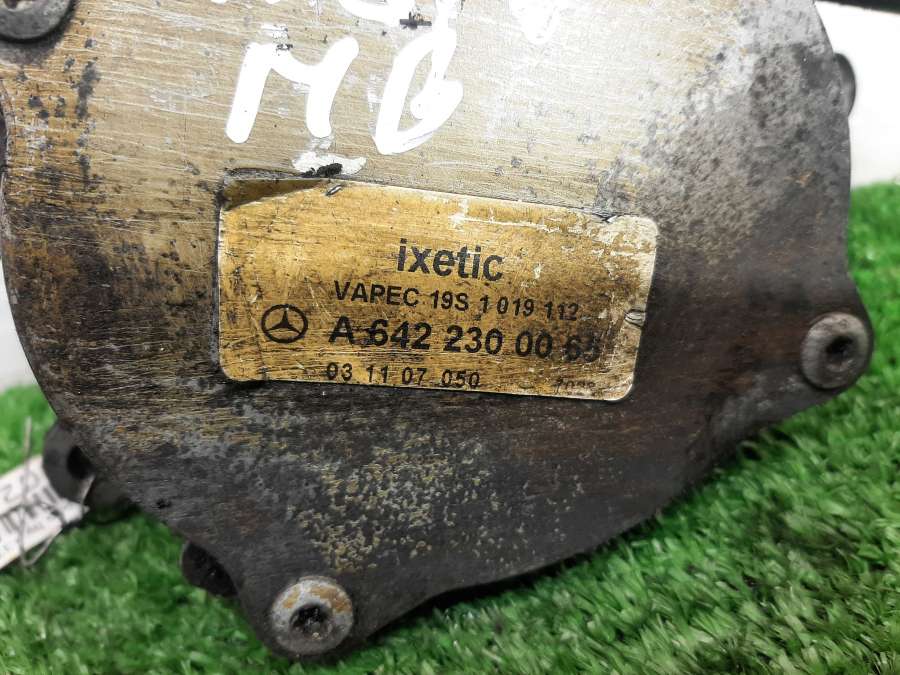 MB
ixetic
VAPEC 19S 1 019 112
A 642 230 00 65
03 11 07 050